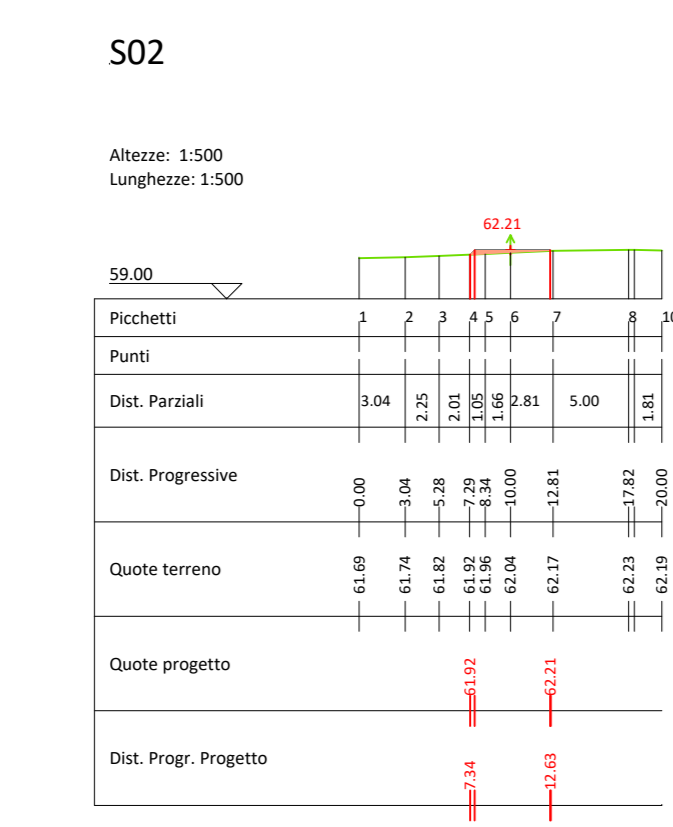 S02
Altezze: 1:500
Lunghezze: 1:500
62.21
59.00
Picchetti 1 2 3 4 5 6 7 8 10
Punti
Dist. Parziali 3.04 2.25 2.01 1.05 1.66 2.81 5.00 1.81
Dist. Progressive 0.00 3.04 5.28 7.29 8.34 10.00 12.81 17.82 20.00
Quote terreno 61.69 61.74 61.82 61.92 61.96 62.04 62.17 62.23 62.19
Quote progetto 61.92 62.21
Dist. Progr. Progetto 7.34 12.63